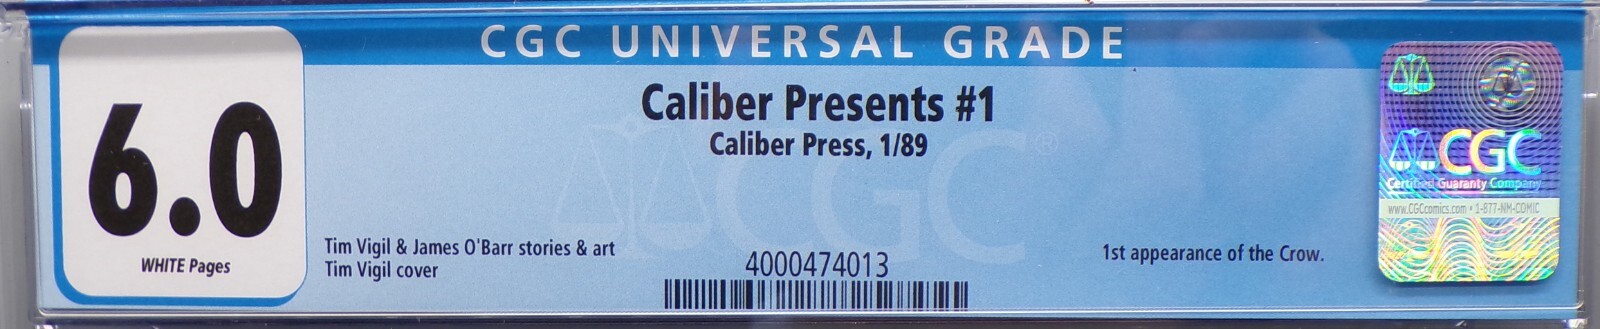 CGC UNIVERSAL GRADE
6.0
WHITE Pages
Caliber Presents #1
Caliber Press, 1/89
CGC®
Tim Vigil & James O'Barr stories & art
Tim Vigil cover
4000474013
1st appearance of the Crow.
CGC
Certified Guaranty Company
www.CGCcomics.com • 1-877-NM-COMIC